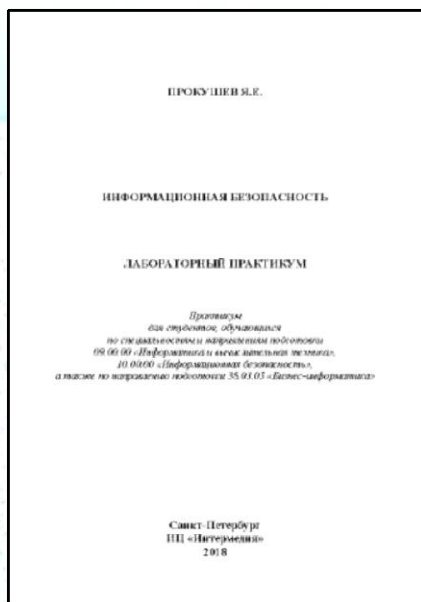 ПРОКУШЕВ Я.Е.
ИНФОРМАЦИОННАЯ БЕЗОПАСНОСТЬ
ЛАБОРАТОРНЫЙ ПРАКТИКУМ
Практикум
для студентов, обучающихся
по специальностям и направлениям подготовки
09.00.00 «Информатика и вычислительная техника»,
10.00.00 «Информационная безопасность»,
а также по направлению подготовки 38.03.05 «Бизнес-информатика»
Санкт-Петербург
ИЦ «Интермедия»
2018